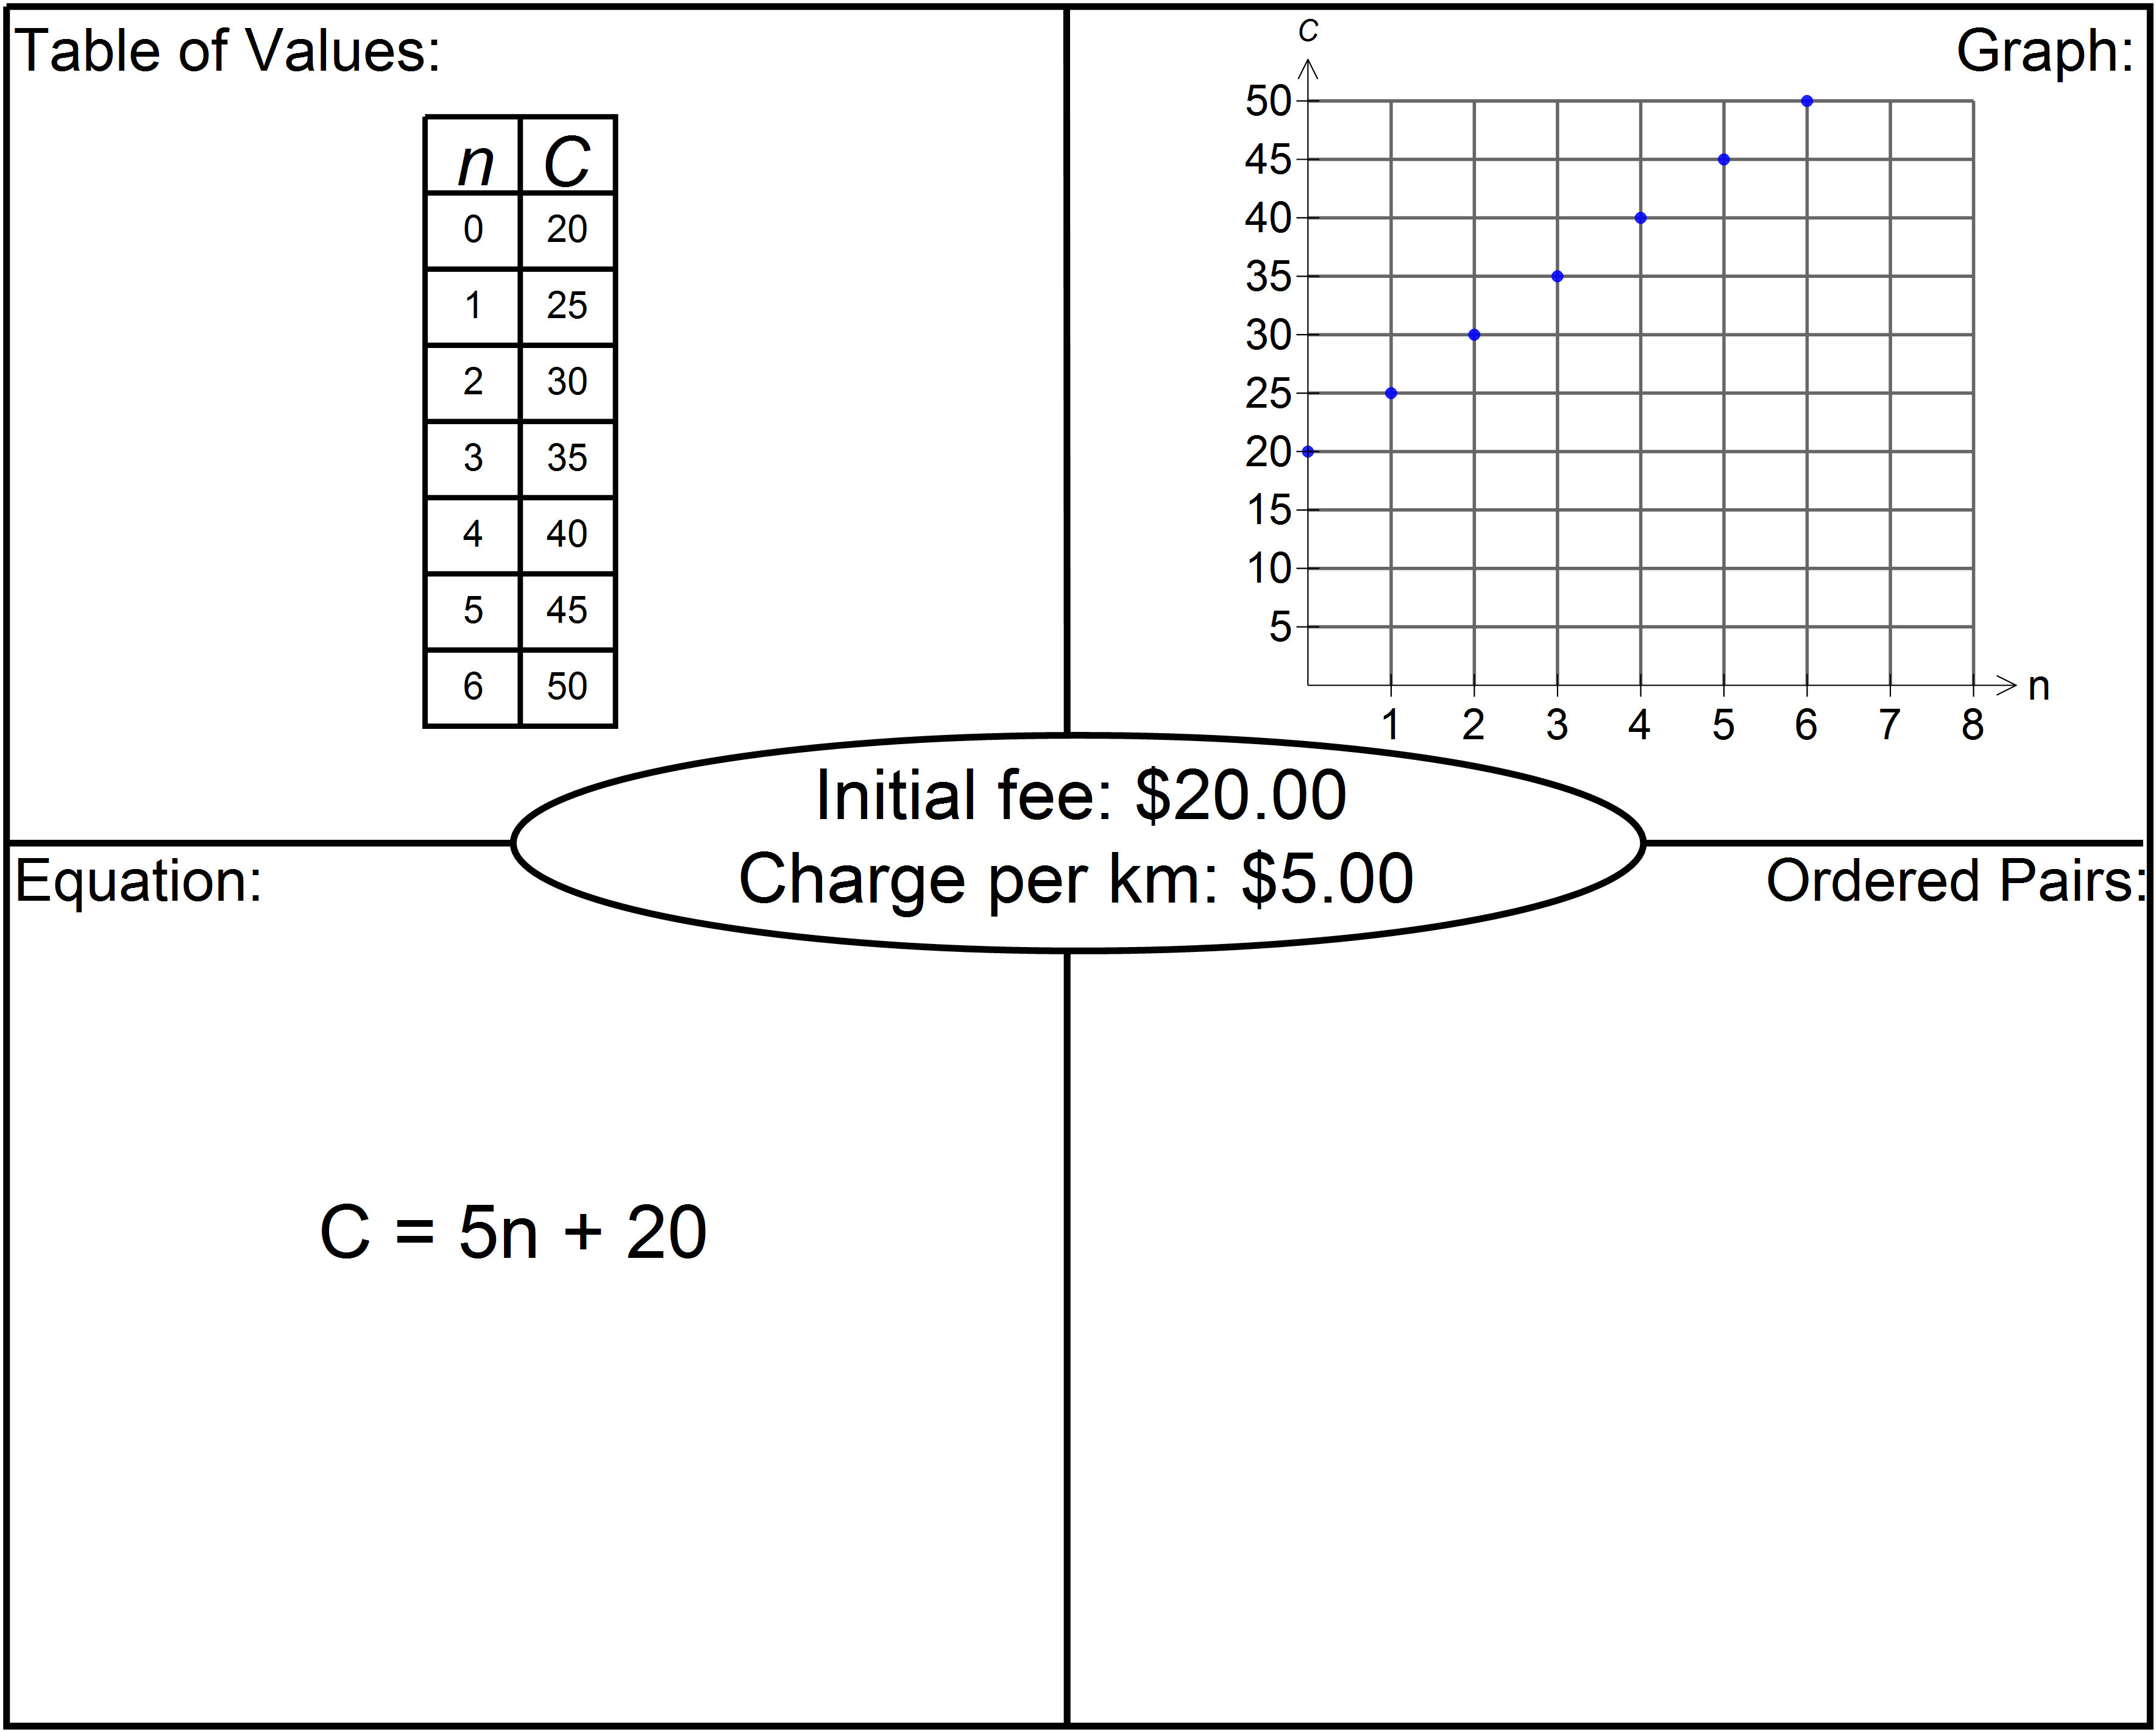 Table of Values:
n C
0 20
1 25
2 30
3 35
4 40
5 45
6 50
Graph:
C
50
45
40
35
30
25
20
15
10
5
n
1 2 3 4 5 6 7 8
Initial fee: $20.00
Charge per km: $5.00
Equation:
C = 5n + 20
Ordered Pairs: